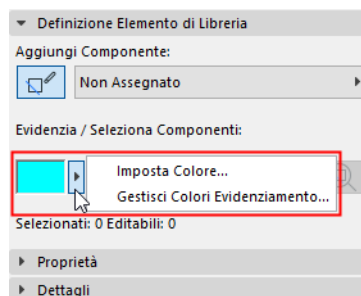 Definizione Elemento di Libreria
Aggiungi Componente:
Non Assegnato
Evidenzia / Seleziona Componenti:
Imposta Colore...
Gestisci Colori Evidenziamento...
Selezionati: 0 Editabili: 0
Proprietà
Dettagli